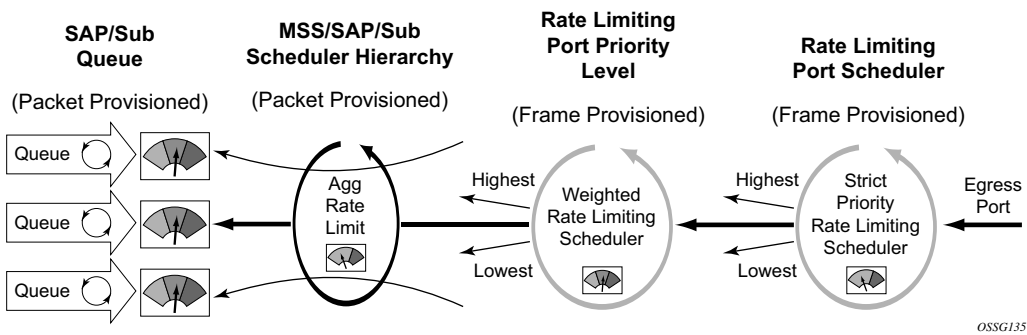 SAP/Sub
Queue
(Packet Provisioned)
MSS/SAP/Sub
Scheduler Hierarchy
(Packet Provisioned)
Rate Limiting
Port Priority
Level
(Frame Provisioned)
Rate Limiting
Port Scheduler
(Frame Provisioned)
Queue
Queue
Queue
Agg
Rate
Limit
Highest
Lowest
Weighted
Rate Limiting
Scheduler
Highest
Lowest
Strict
Priority
Rate Limiting
Scheduler
Egress
Port
OSSG135